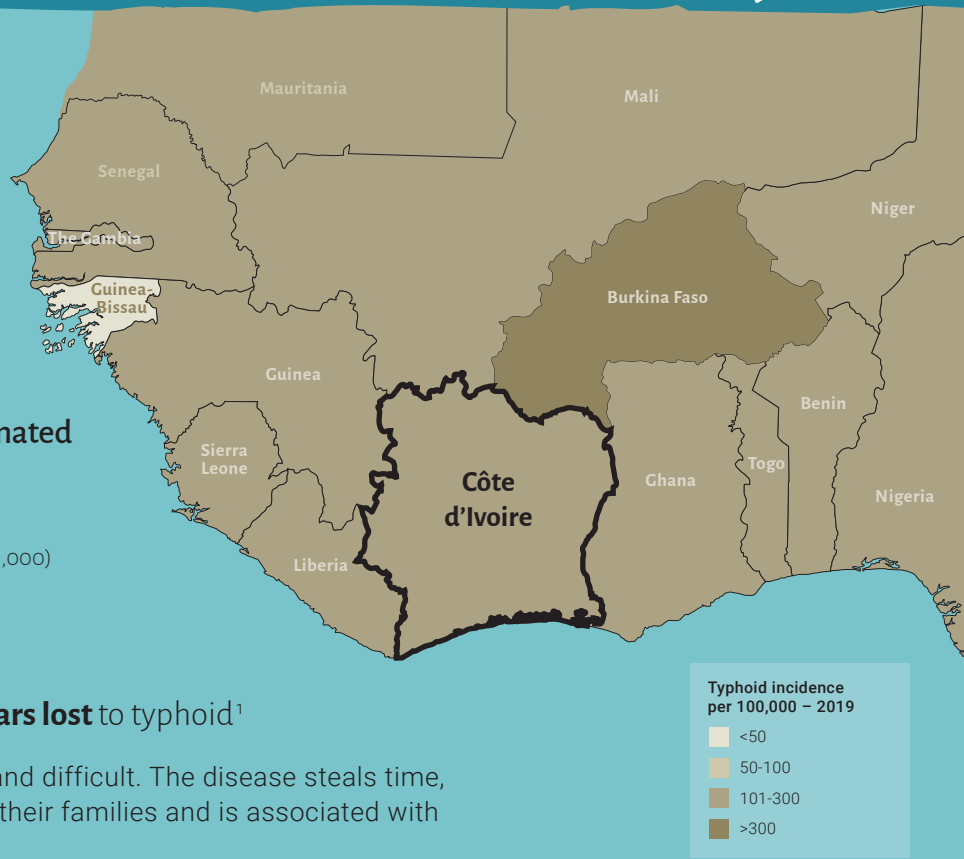 Mauritania
Mali
Senegal
Niger
The Gambia
Guinea-
Bissau
Burkina Faso
Guinea
Benin
nated
Sierra
Leone
Côte
d’Ivoire
Ghana
Togo
Nigeria
,000)
Liberia
Typhoid incidence
per 100,000 – 2019
<50
50-100
101-300
>300
ars lost to typhoid¹
and difficult. The disease steals time,
their families and is associated with